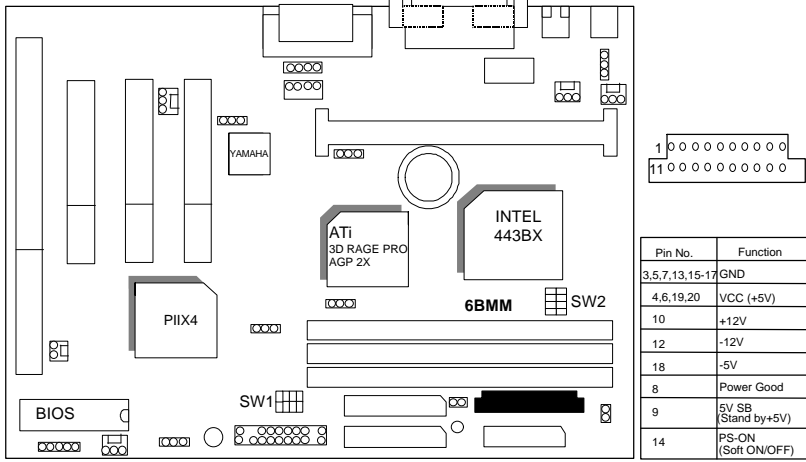 YAMAHA
ATi
3D RAGE PRO
AGP 2X
INTEL
443BX
PIIX4
6BMM
SW2
SW1
BIOS
1
11
Pin No. Function
3,5,7,13,15-17 GND
4,6,19,20 VCC (+5V)
10 +12V
12 -12V
18 -5V
8 Power Good
9 5V SB
(Stand by+5V)
14 PS-ON
(Soft ON/OFF)